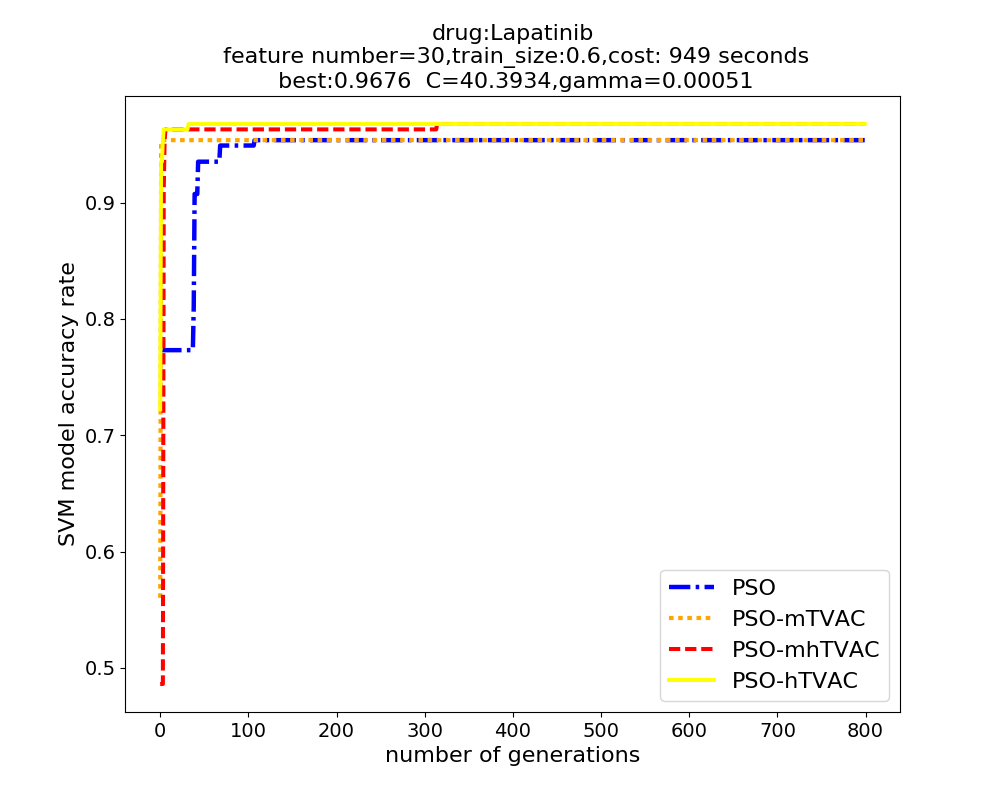 drug:Lapatinib
feature number=30,train_size:0.6,cost: 949 seconds
best:0.9676  C=40.3934,gamma=0.00051
SVM model accuracy rate
0.9
0.8
0.7
0.6
0.5
0 100 200 300 400 500 600 700 800
number of generations
PSO
PSO-mTVAC
PSO-mhTVAC
PSO-hTVAC